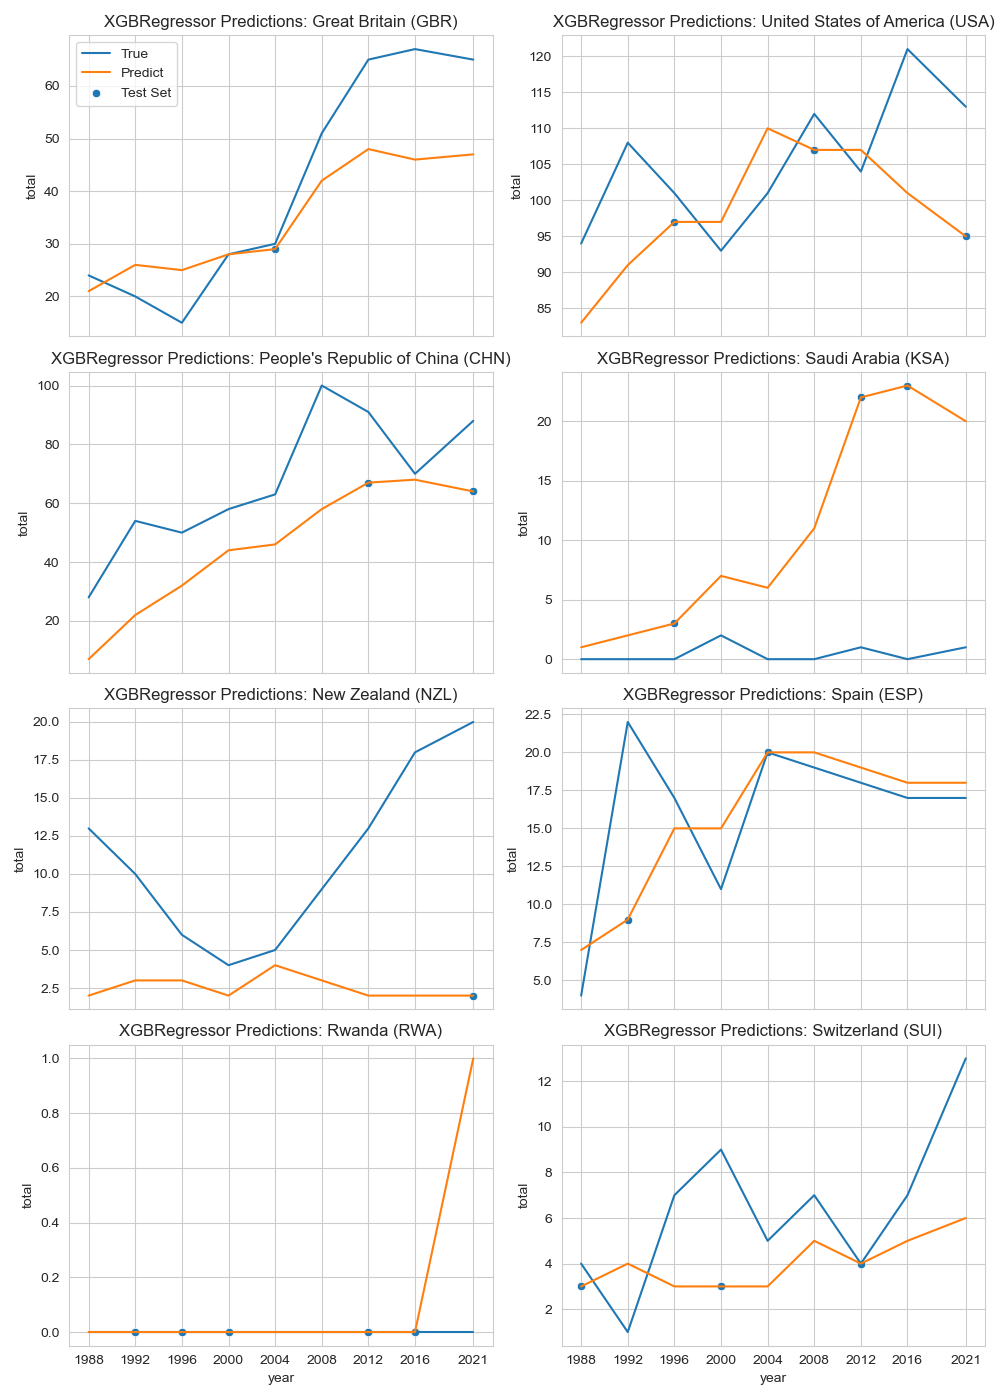 XGBRegressor Predictions: Great Britain (GBR)
True
Predict
Test Set
60
50
40
30
20
total
XGBRegressor Predictions: United States of America (USA)
120
115
110
105
100
95
90
85
total
XGBRegressor Predictions: People's Republic of China (CHN)
100
80
60
40
20
total
XGBRegressor Predictions: Saudi Arabia (KSA)
20
15
10
5
0
total
XGBRegressor Predictions: New Zealand (NZL)
20.0
17.5
15.0
12.5
10.0
7.5
5.0
2.5
total
XGBRegressor Predictions: Spain (ESP)
22.5
20.0
17.5
15.0
12.5
10.0
7.5
5.0
total
XGBRegressor Predictions: Rwanda (RWA)
1.0
0.8
0.6
0.4
0.2
0.0
total
1988 1992 1996 2000 2004 2008 2012 2016 2021
year
XGBRegressor Predictions: Switzerland (SUI)
12
10
8
6
4
2
total
1988 1992 1996 2000 2004 2008 2012 2016 2021
year